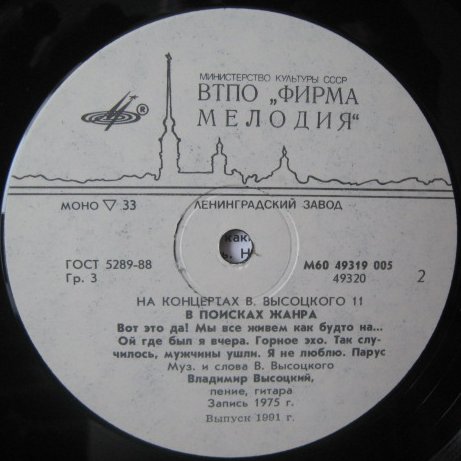 МИНИСТЕРСТВО КУЛЬТУРЫ СССР
ВТПО „ФИРМА
МЕЛОДИЯ“
®
МОНО ▽ 33
ЛЕНИНГРАДСКИЙ ЗАВОД
каки
Н
ГОСТ 5289-88
Гр. 3
М60 49319 005
49320
2
НА КОНЦЕРТАХ В. ВЫСОЦКОГО 11
В ПОИСКАХ ЖАНРА
Вот это да! Мы все живем как будто на...
Ой где был я вчера. Горное эхо. Так слу-
чилось, мужчины ушли. Я не люблю. Парус
Муз. и слова В. Высоцкого
Владимир Высоцкий,
пение, гитара
Запись 1975 г.
Выпуск 1991 г.